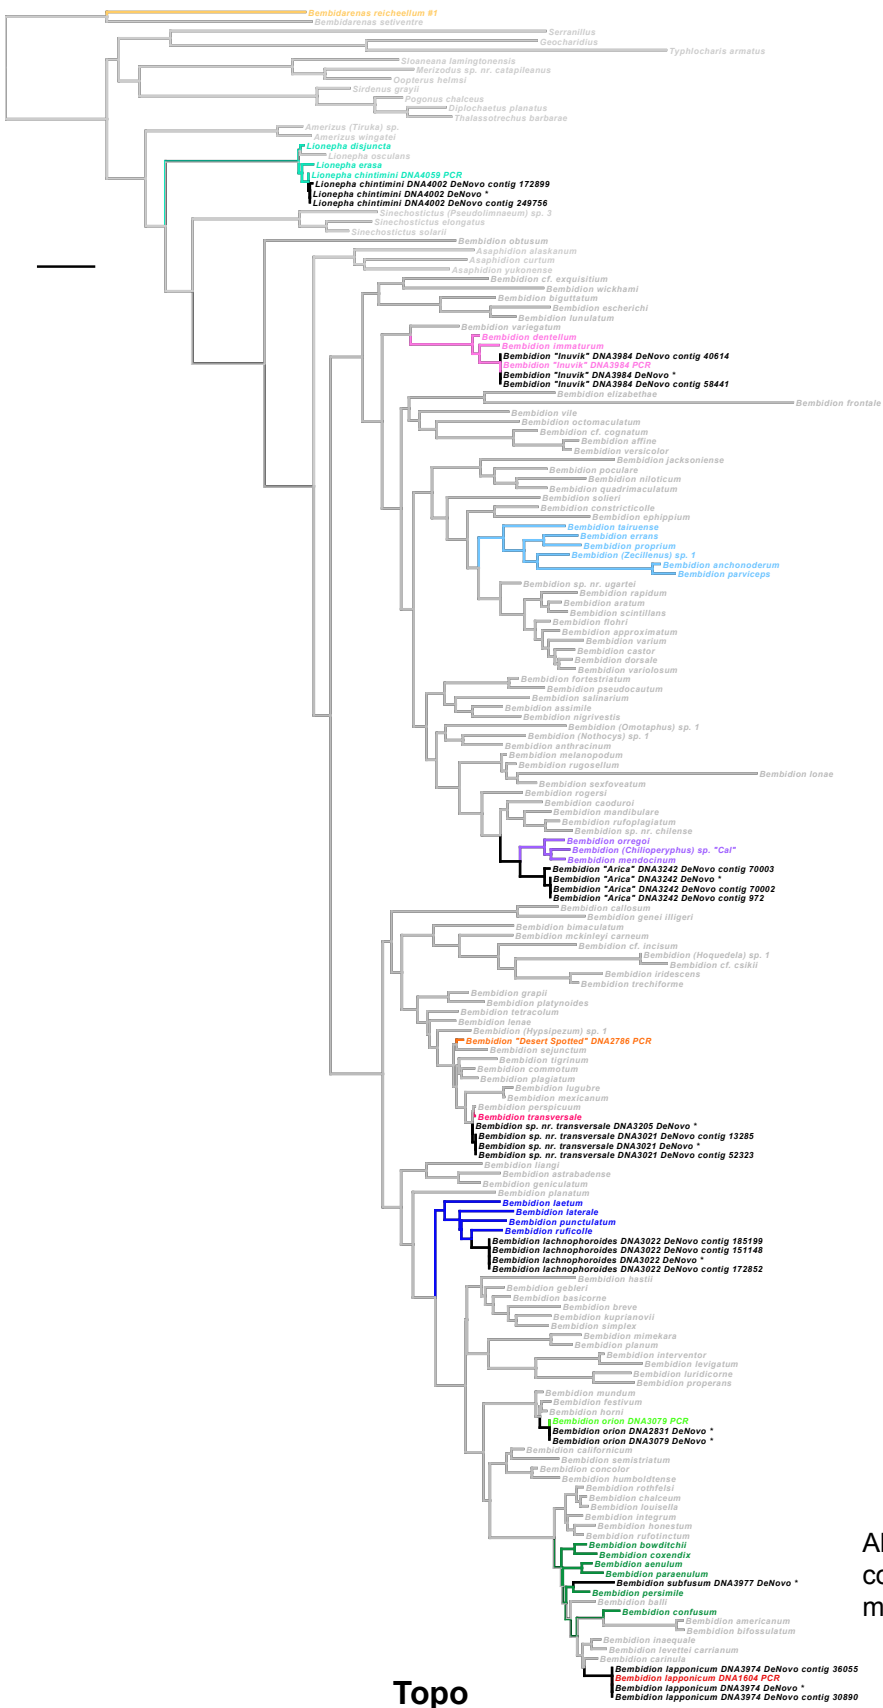 Bembidarenas reicheellum #1
Bembidarenas setiventre
Serranillus
Geocharidius
Typhlocharis armatus
Sloaneana lamingtonensis
Merizodus sp. nr. catapileanus
Oopterus helmsi
Sirdenus grayii
Pogonus chalceus
Diplochaetus planatus
Thalassotrechus barbarae
Amerizus (Tiruka) sp.
Amerizus wingatei
Lionepha disjuncta
Lionepha osculans
Lionepha erasa
Lionepha chintimini DNA4059 PCR
Lionepha chintimini DNA4002 DeNovo contig 172899
Lionepha chintimini DNA4002 DeNovo *
Lionepha chintimini DNA4002 DeNovo contig 249756
Sinechostictus (Pseudolimnaeum) sp. 3
Sinechostictus elongatus
Sinechostictus solarii
Bembidion obtusum
Asaphidion alaskanum
Asaphidion curtum
Asaphidion yukonense
Bembidion cf. exquisitium
Bembidion wickhami
Bembidion biguttatum
Bembidion escherichi
Bembidion lunulatum
Bembidion variegatum
Bembidion dentellum
Bembidion immaturum
Bembidion "Inuvik" DNA3984 DeNovo contig 40614
Bembidion "Inuvik" DNA3984 PCR
Bembidion "Inuvik" DNA3984 DeNovo *
Bembidion "Inuvik" DNA3984 DeNovo contig 58441
Bembidion elizabethae
Bembidion frontale
Bembidion vile
Bembidion octomaculatum
Bembidion cf. cognatum
Bembidion affine
Bembidion versicolor
Bembidion jacksoniense
Bembidion poculare
Bembidion niloticum
Bembidion quadrimaculatum
Bembidion solieri
Bembidion constricticolle
Bembidion ephippium
Bembidion tairuense
Bembidion errans
Bembidion proprium
Bembidion (Zecillenus) sp. 1
Bembidion anchonoderum
Bembidion parviceps
Bembidion sp. nr. ugartei
Bembidion rapidum
Bembidion aratum
Bembidion scintillans
Bembidion flohri
Bembidion approximatum
Bembidion varium
Bembidion castor
Bembidion dorsale
Bembidion variolosum
Bembidion fortestriatum
Bembidion pseudocautum
Bembidion salinarium
Bembidion assimile
Bembidion nigrivestis
Bembidion (Omotaphus) sp. 1
Bembidion (Nothocys) sp. 1
Bembidion anthracinum
Bembidion melanopodum
Bembidion rugosellum
Bembidion lonae
Bembidion sexfoveatum
Bembidion rogersi
Bembidion caoduroi
Bembidion mandibulare
Bembidion rufoplagiatum
Bembidion sp. nr. chilense
Bembidion orregoi
Bembidion (Chilioperyphus) sp. "Cal"
Bembidion mendocinum
Bembidion "Arica" DNA3242 DeNovo contig 70003
Bembidion "Arica" DNA3242 DeNovo *
Bembidion "Arica" DNA3242 DeNovo contig 70002
Bembidion "Arica" DNA3242 DeNovo contig 972
Bembidion callosum
Bembidion genei illigeri
Bembidion bimaculatum
Bembidion mckinleyi carneum
Bembidion cf. incisum
Bembidion (Hoquedela) sp. 1
Bembidion cf. csikii
Bembidion iridescens
Bembidion trechiforme
Bembidion grapii
Bembidion platynoides
Bembidion tetracolum
Bembidion lenae
Bembidion (Hypsipezum) sp. 1
Bembidion "Desert Spotted" DNA2786 PCR
Bembidion sejunctum
Bembidion tigrinum
Bembidion commotum
Bembidion plagiatum
Bembidion lugubre
Bembidion mexicanum
Bembidion perspicuum
Bembidion transversale
Bembidion sp. nr. transversale DNA3205 DeNovo *
Bembidion sp. nr. transversale DNA3021 DeNovo contig 13285
Bembidion sp. nr. transversale DNA3021 DeNovo *
Bembidion sp. nr. transversale DNA3021 DeNovo contig 52323
Bembidion liangi
Bembidion astrabadense
Bembidion geniculatum
Bembidion planatum
Bembidion laetum
Bembidion laterale
Bembidion punctulatum
Bembidion ruficolle
Bembidion lachnophoroides DNA3022 DeNovo contig 185199
Bembidion lachnophoroides DNA3022 DeNovo contig 151148
Bembidion lachnophoroides DNA3022 DeNovo *
Bembidion lachnophoroides DNA3022 DeNovo contig 172852
Bembidion hastii
Bembidion gebleri
Bembidion basicorne
Bembidion breve
Bembidion kuprianovii
Bembidion simplex
Bembidion mimekara
Bembidion planum
Bembidion interventor
Bembidion levigatum
Bembidion luridicorne
Bembidion properans
Bembidion mundum
Bembidion festivum
Bembidion horni
Bembidion orion DNA3079 PCR
Bembidion orion DNA2831 DeNovo *
Bembidion orion DNA3079 DeNovo *
Bembidion californicum
Bembidion semistriatum
Bembidion concolor
Bembidion humboldtense
Bembidion rothfelsi
Bembidion chalceum
Bembidion louisella
Bembidion integrum
Bembidion honestum
Bembidion rufotinctum
Bembidion bowditchii
Bembidion coxendix
Bembidion aenulum
Bembidion paraenulum
Bembidion subfusum DNA3977 DeNovo *
Bembidion persimile
Bembidion balli
Bembidion confusum
Bembidion americanum
Bembidion bifossulatum
Bembidion inaequale
Bembidion levettei carrianum
Bembidion carinula
Bembidion lapponicum DNA3974 DeNovo contig 36055
Bembidion lapponicum DNA1604 PCR
Bembidion lapponicum DNA3974 DeNovo *
Bembidion lapponicum DNA3974 DeNovo contig 30890
co
m
Topo